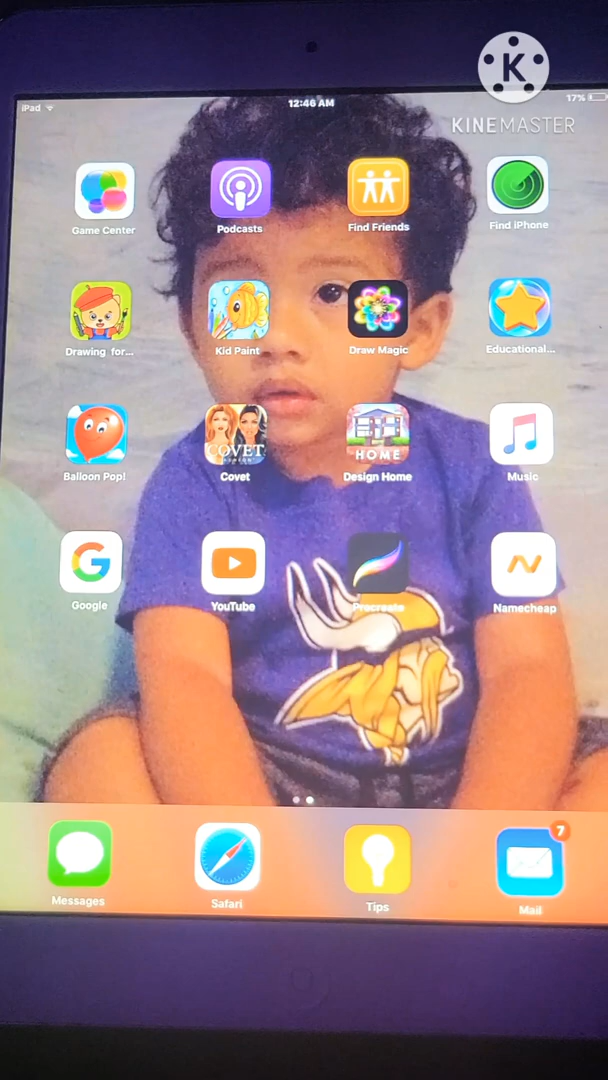 K
KINEMASTER
iPad 12:46 AM 17%
Game Center Podcasts Find Friends Find iPhone
Drawing for... Kid Paint Draw Magic Educational...
COVET
FASHION
HOME
Balloon Pop! Covet Design Home Music
G
Google YouTube Procreate Namecheap
7
Messages Safari Tips Mail